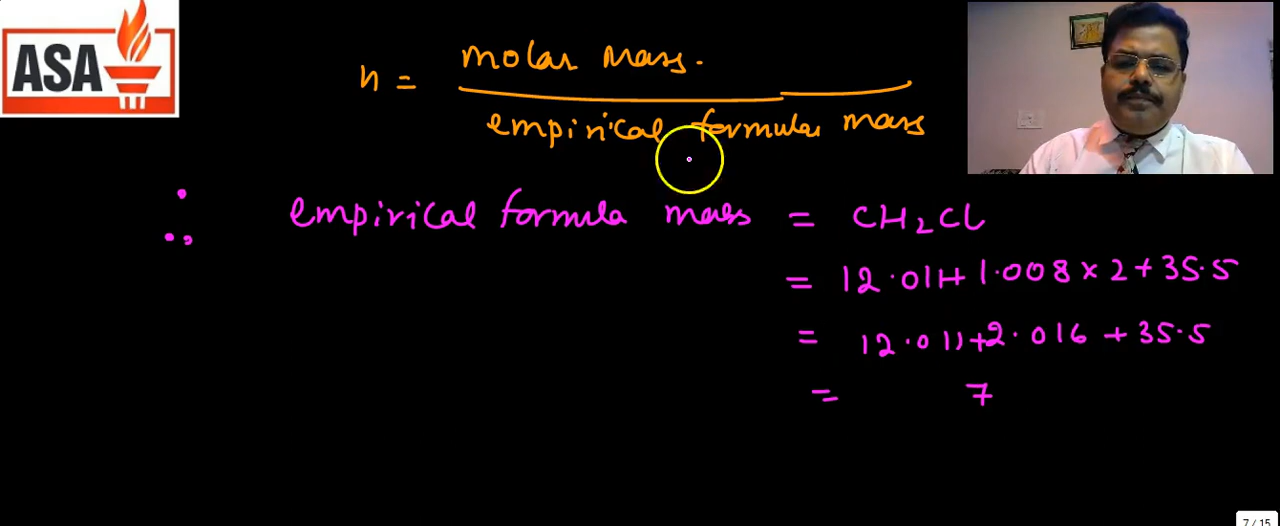 ASA
n = molar mass.
empirical formular mass
∴, empirical formula mass = CH₂Cl
= 12.011+ 1.008 × 2 + 35.5
= 12.011+2.016 + 35.5
= 7
7 / 15